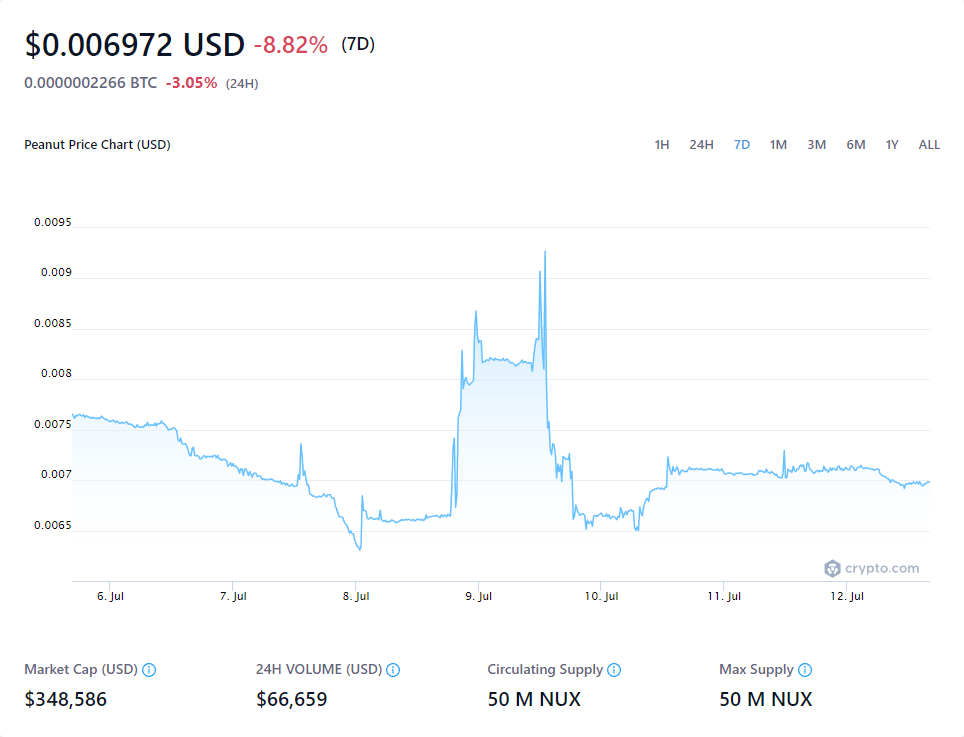 $0.006972 USD -8.82% (7D)
0.0000002266 BTC -3.05% (24H)
Peanut Price Chart (USD) 1H 24H 7D 1M 3M 6M 1Y ALL
0.0095
0.009
0.0085
0.008
0.0075
0.007
0.0065
crypto.com
6. Jul 7. Jul 8. Jul 9. Jul 10. Jul 11. Jul 12. Jul
Market Cap (USD) 24H VOLUME (USD) Circulating Supply Max Supply
$348,586 $66,659 50 M NUX 50 M NUX